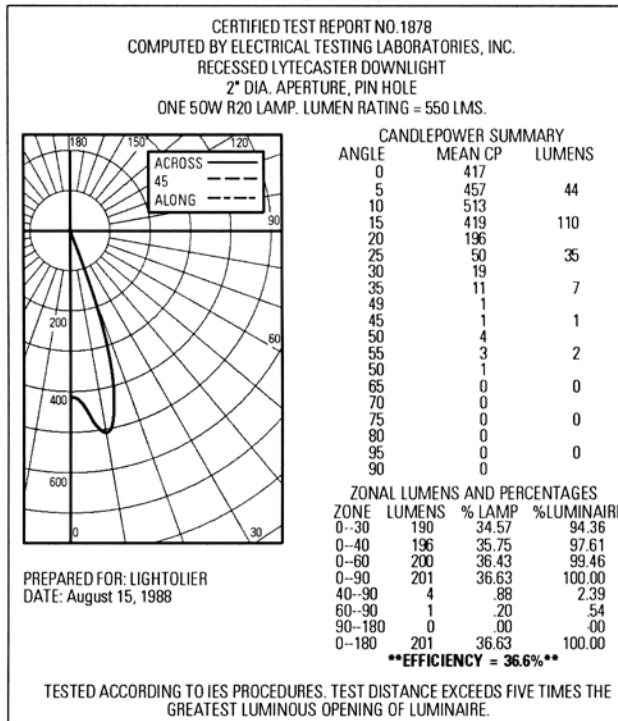 CERTIFIED TEST REPORT NO.1878
COMPUTED BY ELECTRICAL TESTING LABORATORIES, INC.
RECESSED LYTECASTER DOWNLIGHT
2" DIA. APERTURE, PIN HOLE
ONE 50W R20 LAMP. LUMEN RATING = 550 LMS.
180 150 120
ACROSS
45
ALONG
90
200
60
400
600
0 30
PREPARED FOR: LIGHTOLIER
DATE: August 15, 1988
CANDLEPOWER SUMMARY
ANGLE MEAN CP LUMENS
0 417
5 457 44
10 513
15 419 110
20 196
25 50 35
30 19
35 11 7
49 1
45 1 1
50 4
55 3 2
50 1
65 0 0
70 0
75 0 0
80 0
95 0 0
90 0
ZONAL LUMENS AND PERCENTAGES
ZONE LUMENS % LAMP %LUMINAIRE
0--30 190 34.57 94.36
0--40 196 35.75 97.61
0--60 200 36.43 99.46
0--90 201 36.63 100.00
40--90 4 .88 2.39
60--90 1 .20 .54
90--180 0 .00 -00
0--180 201 36.63 100.00
**EFFICIENCY = 36.6%**
TESTED ACCORDING TO IES PROCEDURES. TEST DISTANCE EXCEEDS FIVE TIMES THE
GREATEST LUMINOUS OPENING OF LUMINAIRE.